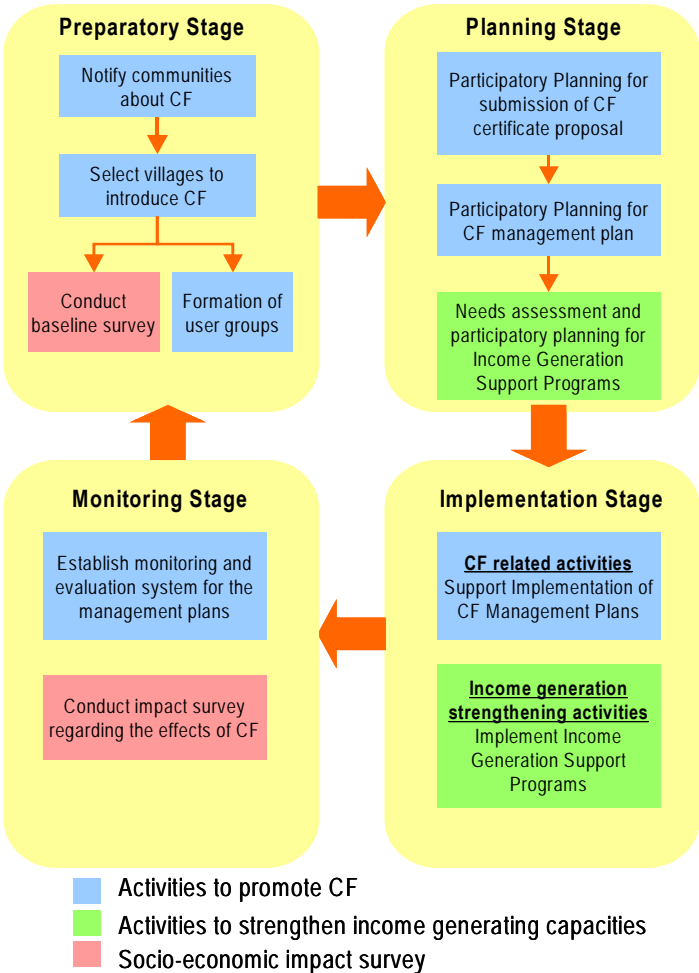 Preparatory Stage
Notify communities
about CF
Select villages to
introduce CF
Conduct
baseline survey
Formation of
user groups
Planning Stage
Participatory Planning for
submission of CF
certificate proposal
Participatory Planning for
CF management plan
Needs assessment and
participatory planning for
Income Generation
Support Programs
Monitoring Stage
Establish monitoring and
evaluation system for the
management plans
Conduct impact survey
regarding the effects of CF
Implementation Stage
CF related activities
Support Implementation of
CF Management Plans
Income generation
strengthening activities
Implement Income
Generation Support
Programs
Activities to promote CF
Activities to strengthen income generating capacities
Socio-economic impact survey